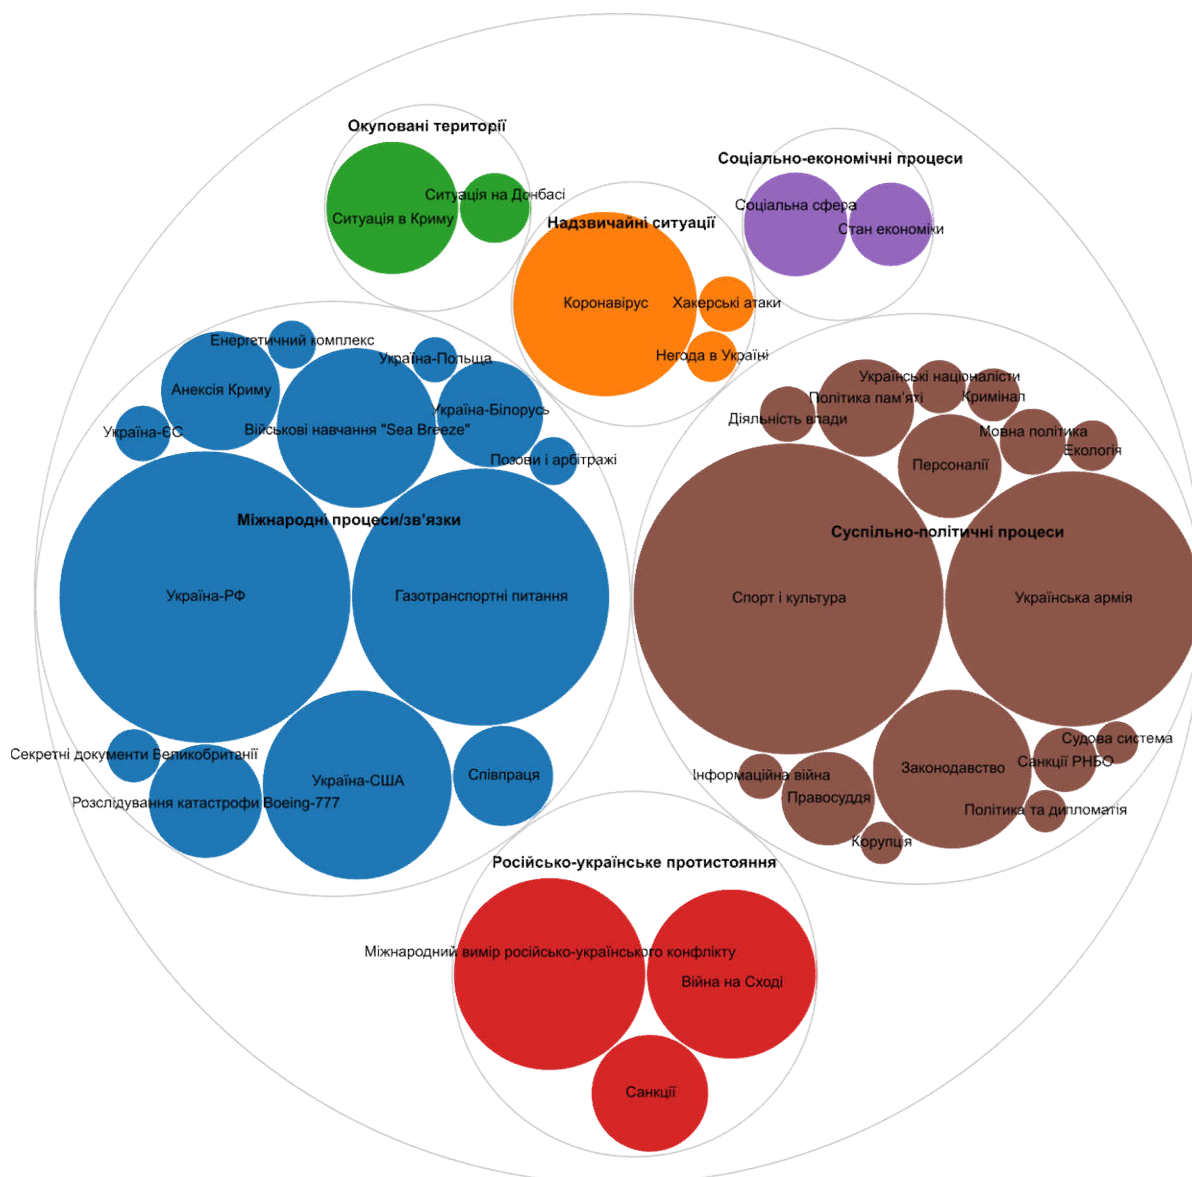 Окуповані території
Ситуація в Криму
Ситуація на Донбасі
Соціально-економічні процеси
Соціальна сфера
Стан економіки
Надзвичайні ситуації
Коронавірус
Хакерські атаки
Негода в Україні
Енергетичний комплекс
Україна-Польща
Анексія Криму
Україна-Білорусь
Україна-ЄС
Військові навчання "Sea Breeze"
Позови і арбітражі
Міжнародні процеси/зв’язки
Україна-РФ
Газотранспортні питання
Секретні документи Великобританії
Україна-США
Співпраця
Розслідування катастрофи Boeing-777
Українські націоналісти
Політика пам’яті
Кримінал
Діяльність влади
Мовна політика
Екологія
Персоналії
Суспільно-політичні процеси
Спорт і культура
Українська армія
Судова система
Санкції РНБО
Законодавство
Інформаційна війна
Правосуддя
Політика та дипломатія
Корупція
Російсько-українське протистояння
Міжнародний вимір російсько-українського конфлікту
Війна на Сході
Санкції